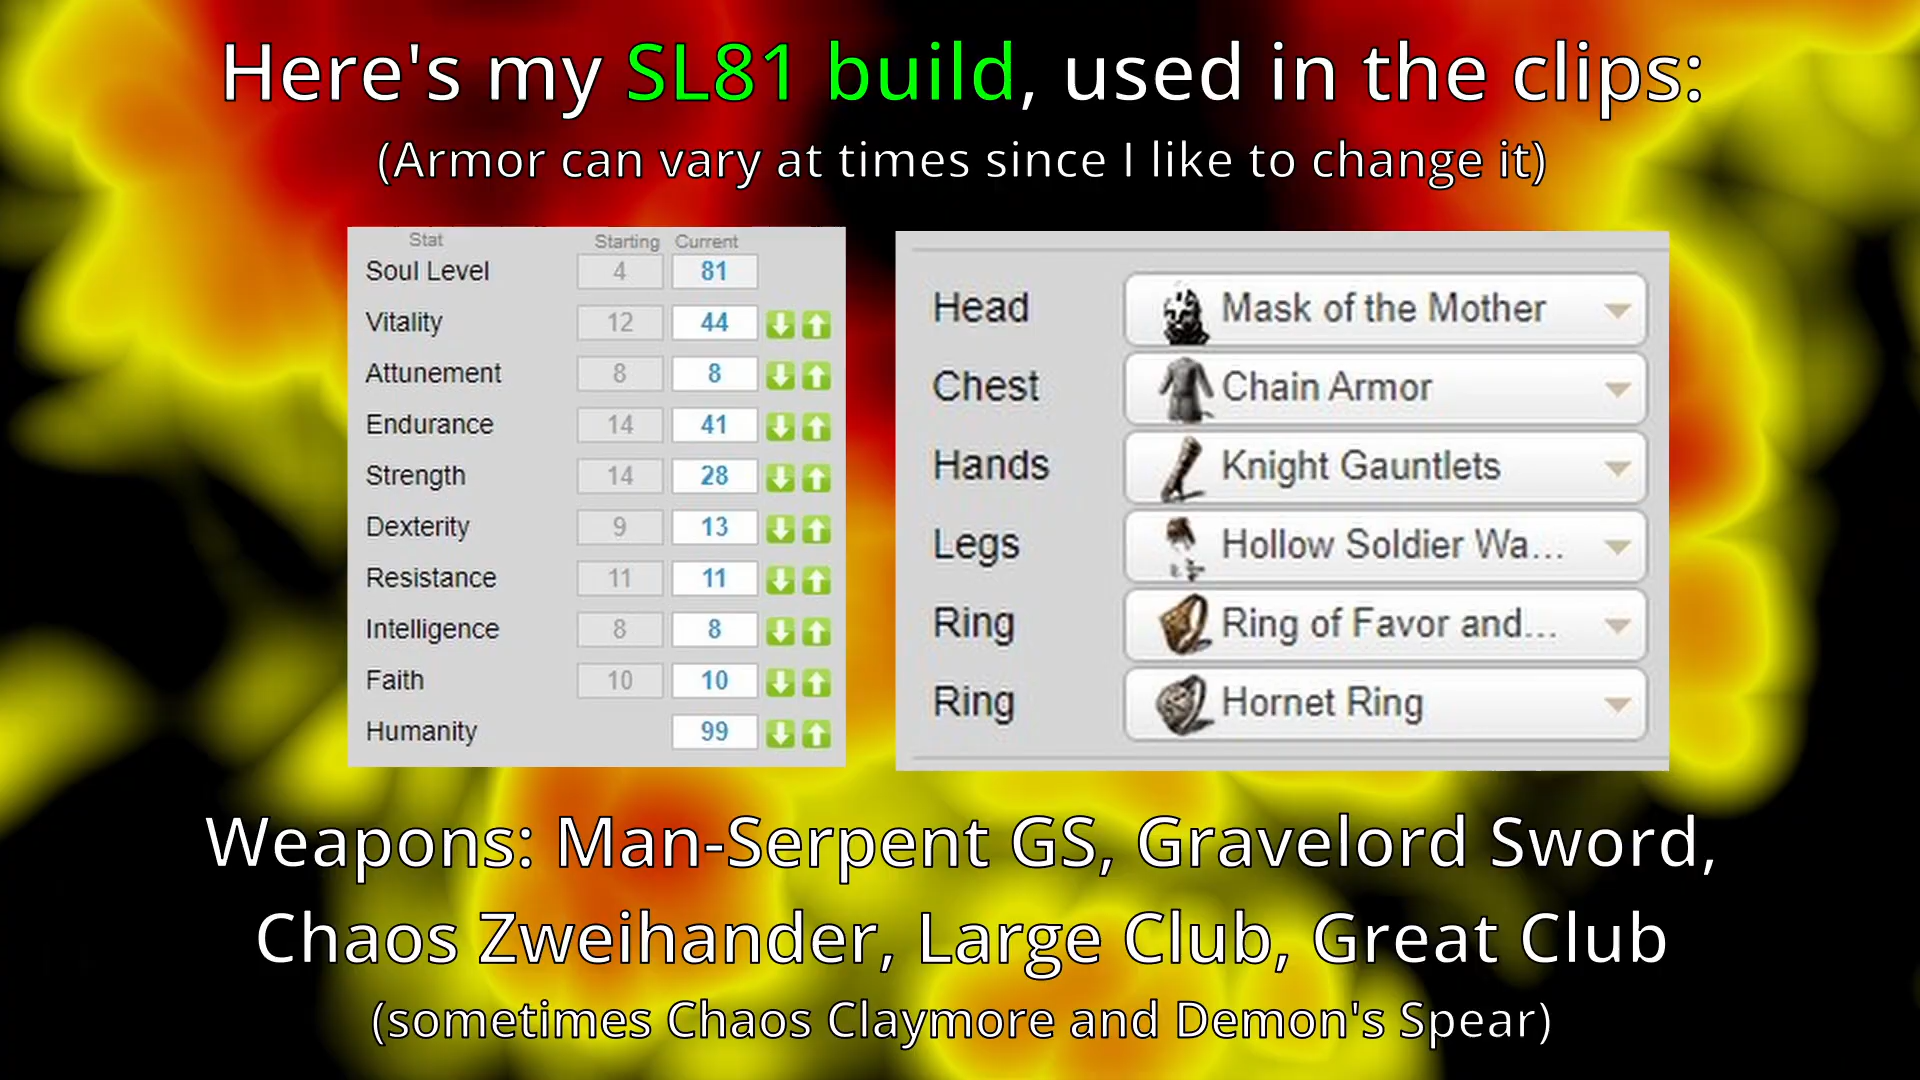 Here's my SL81 build, used in the clips:
(Armor can vary at times since I like to change it)
Stat Starting Current
Soul Level 4 81
Vitality 12 44
Attunement 8 8
Endurance 14 41
Strength 14 28
Dexterity 9 13
Resistance 11 11
Intelligence 8 8
Faith 10 10
Humanity 99
Head Mask of the Mother
Chest Chain Armor
Hands Knight Gauntlets
Legs Hollow Soldier Wa...
Ring Ring of Favor and...
Ring Hornet Ring
Weapons: Man-Serpent GS, Gravelord Sword,
Chaos Zweihander, Large Club, Great Club
(sometimes Chaos Claymore and Demon's Spear)